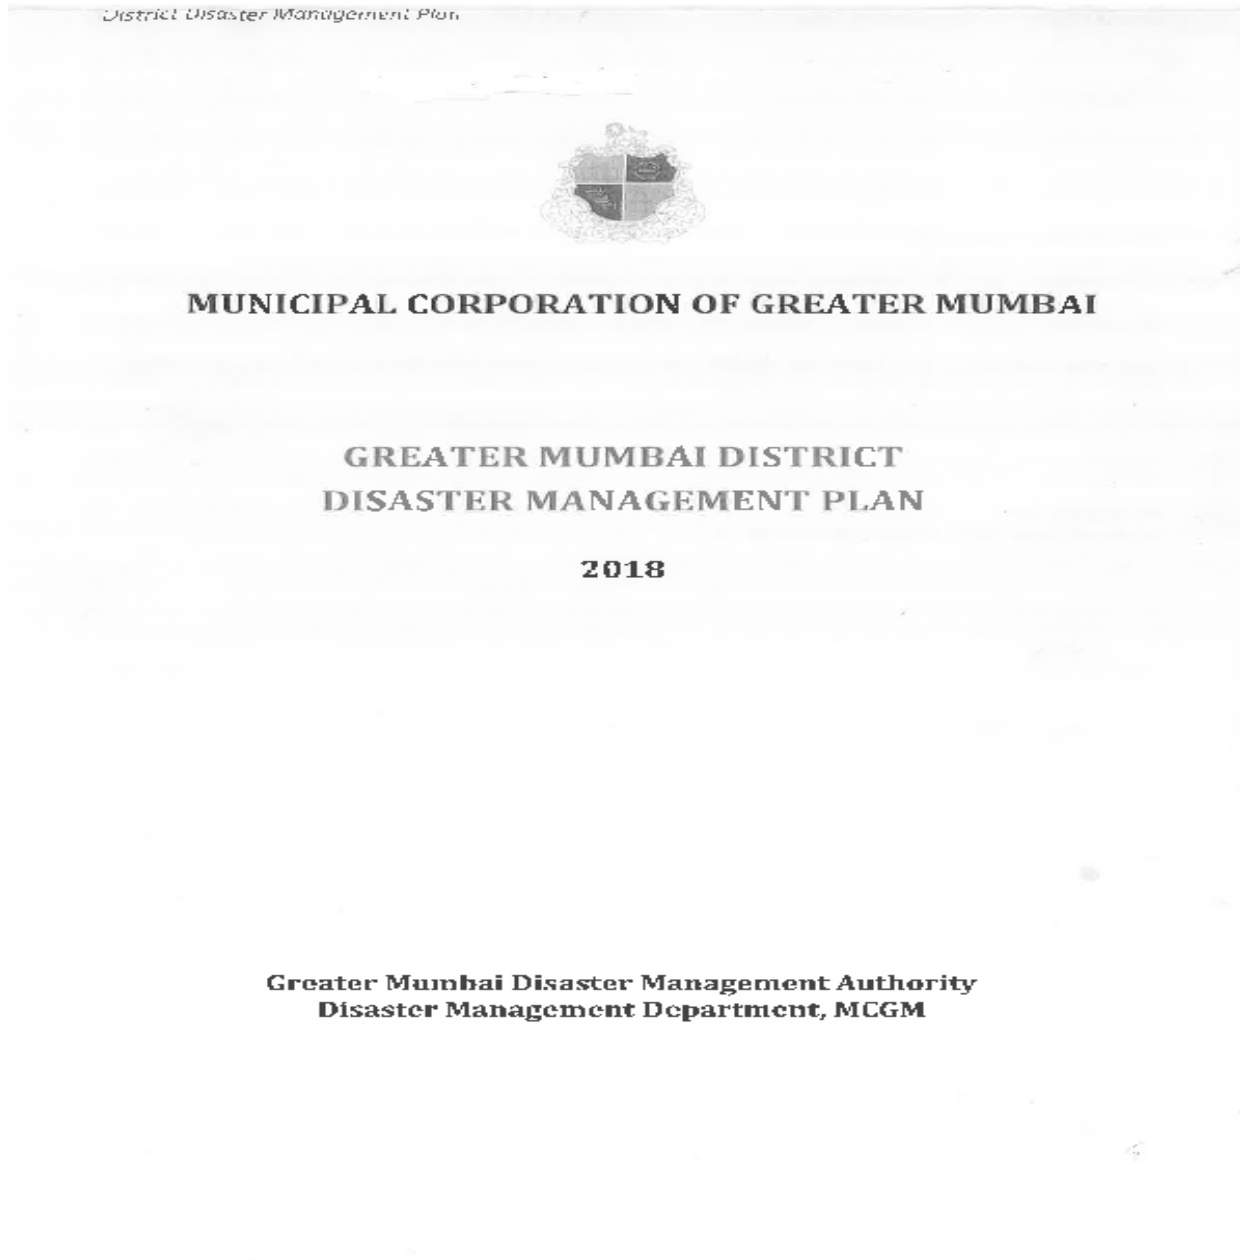 District Disaster Management Plan
MUNICIPAL CORPORATION OF GREATER MUMBAI
GREATER MUMBAI DISTRICT
DISASTER MANAGEMENT PLAN
2018
Greater Mumbai Disaster Management Authority
Disaster Management Department, MCGM